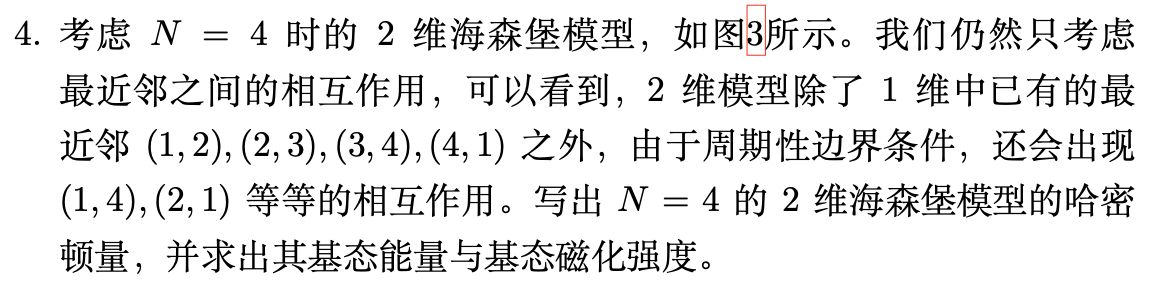 4. 考虑 N = 4 时的 2 维海森堡模型，如图3所示。我们仍然只考虑
最近邻之间的相互作用，可以看到，2 维模型除了 1 维中已有的最
近邻 (1, 2), (2, 3), (3, 4), (4, 1) 之外，由于周期性边界条件，还会出现
(1, 4), (2, 1) 等等的相互作用。写出 N = 4 的 2 维海森堡模型的哈密
顿量，并求出其基态能量与基态磁化强度。